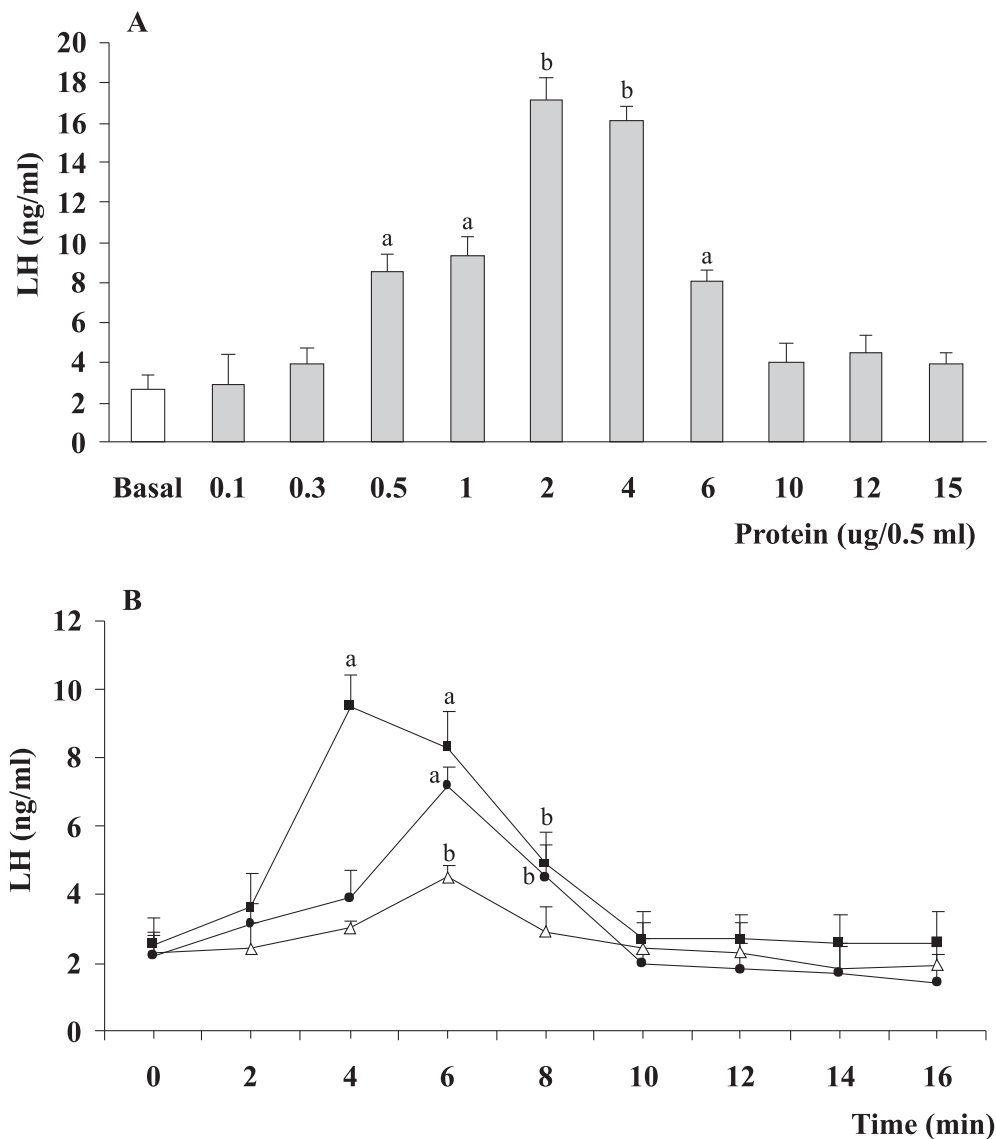 A
20
18
16
14
12
10
8
6
4
2
0
LH (ng/ml)
a
a
b
b
a
Basal 0.1 0.3 0.5 1 2 4 6 10 12 15
Protein (ug/0.5 ml)
B
12
10
8
6
4
2
0
LH (ng/ml)
a
a
a
b
b
b
0 2 4 6 8 10 12 14 16
Time (min)